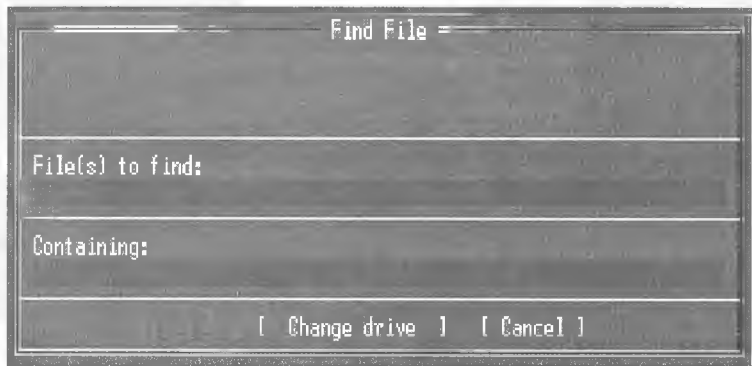 Find File
File(s) to find:
Containing:
[ Change drive ] [ Cancel ]